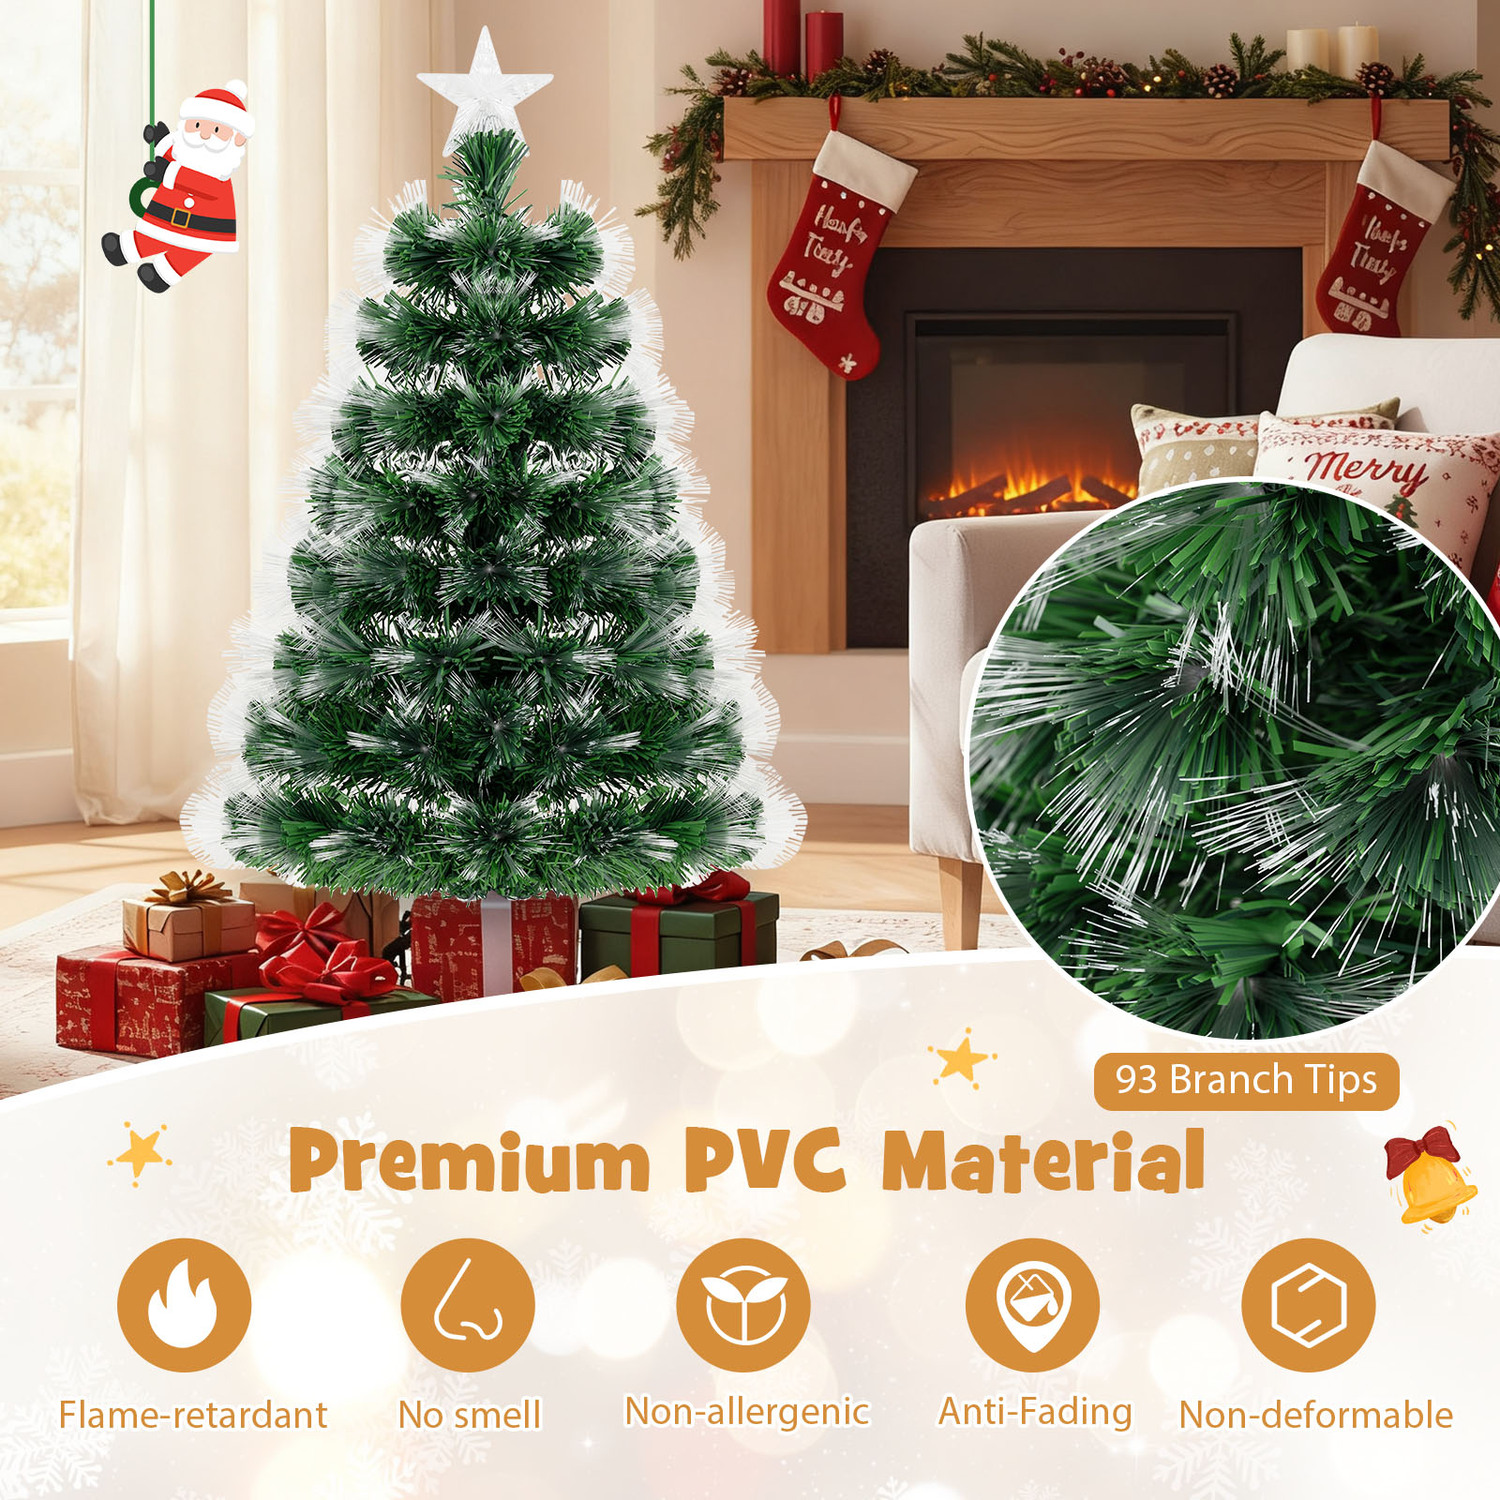 Merry
93 Branch Tips
Premium PVC Material
Flame-retardant
No smell
Non-allergenic
Anti-Fading
Non-deformable